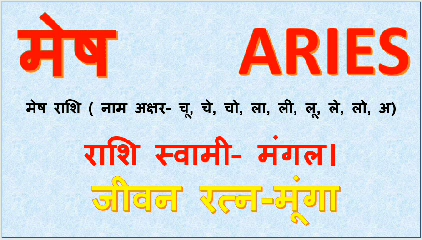 मेष ARIES
मेष राशि ( नाम अक्षर- चू, चे, चो, ला, ली, लू, ले, लो, अ)
राशि स्वामी- मंगल।
जीवन रत्न-मूंगा